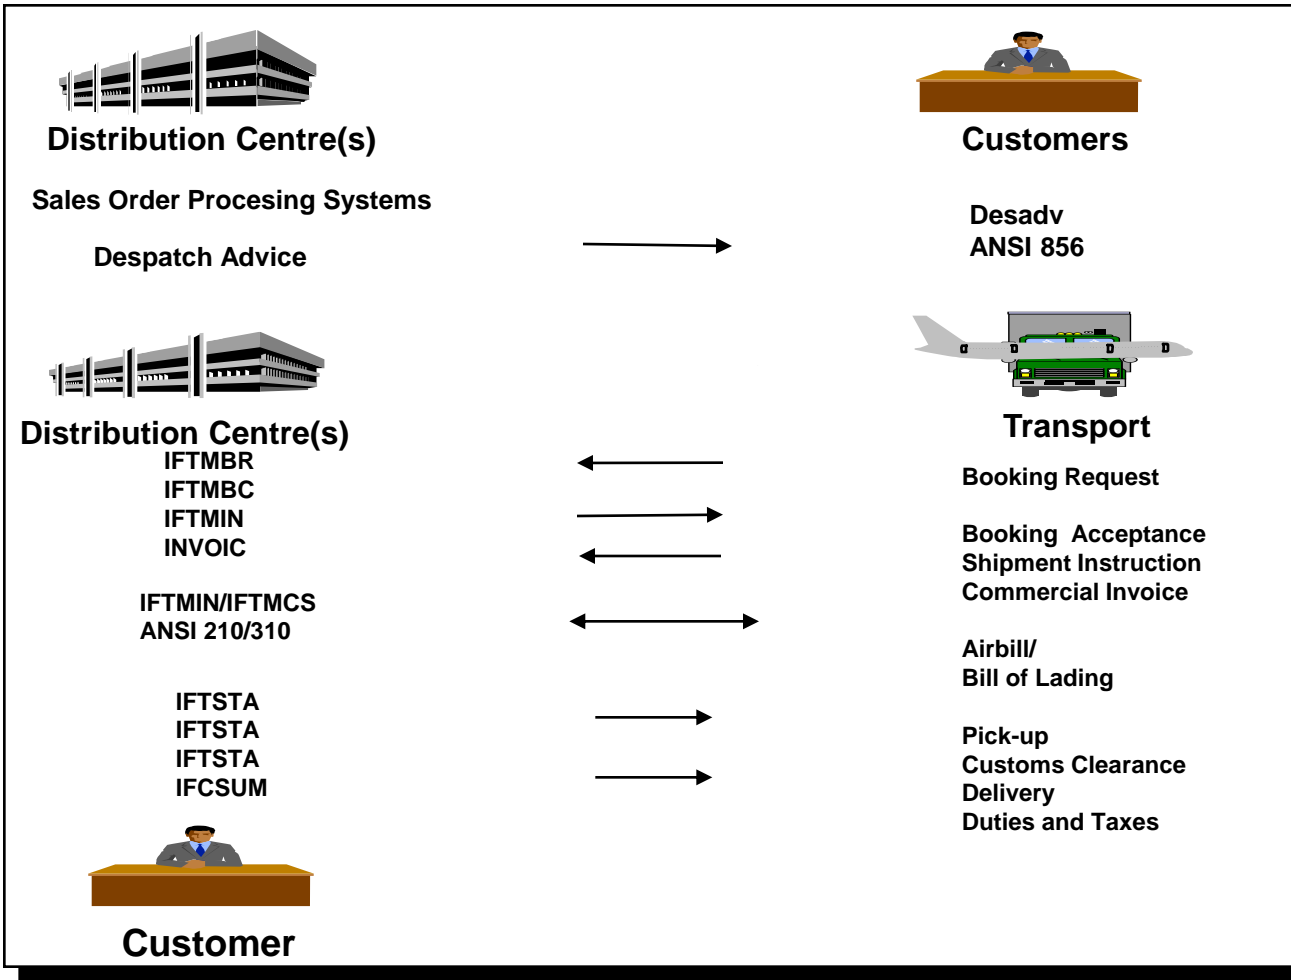 Distribution Centre(s)
Customers
Sales Order Procesing Systems
Desadv
ANSI 856
Despatch Advice
Distribution Centre(s)
IFTMBR
IFTMBC
IFTMIN
INVOIC
IFTMIN/IFTMCS
ANSI 210/310
IFTSTA
IFTSTA
IFTSTA
IFCSUM
Transport
Booking Request
Booking Acceptance
Shipment Instruction
Commercial Invoice
Airbill/
Bill of Lading
Pick-up
Customs Clearance
Delivery
Duties and Taxes
Customer